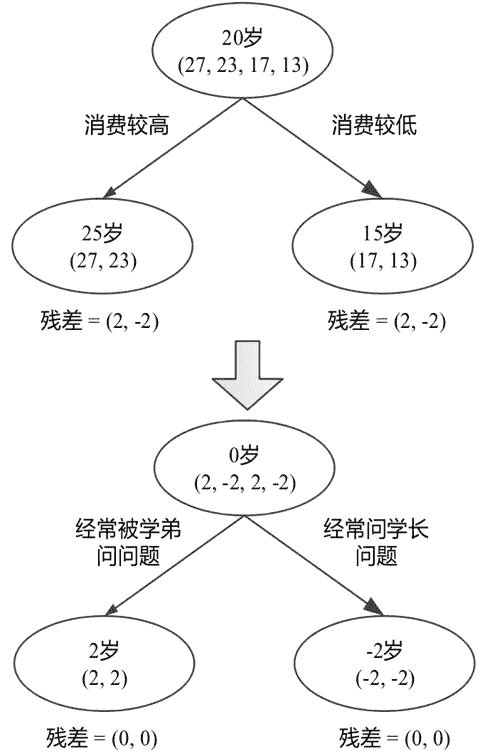 20岁
(27, 23, 17, 13)
消费较高
消费较低
25岁
(27, 23)
15岁
(17, 13)
残差 = (2, -2)
残差 = (2, -2)
0岁
(2, -2, 2, -2)
经常被学弟
问问题
经常问学长
问题
2岁
(2, 2)
-2岁
(-2, -2)
残差 = (0, 0)
残差 = (0, 0)